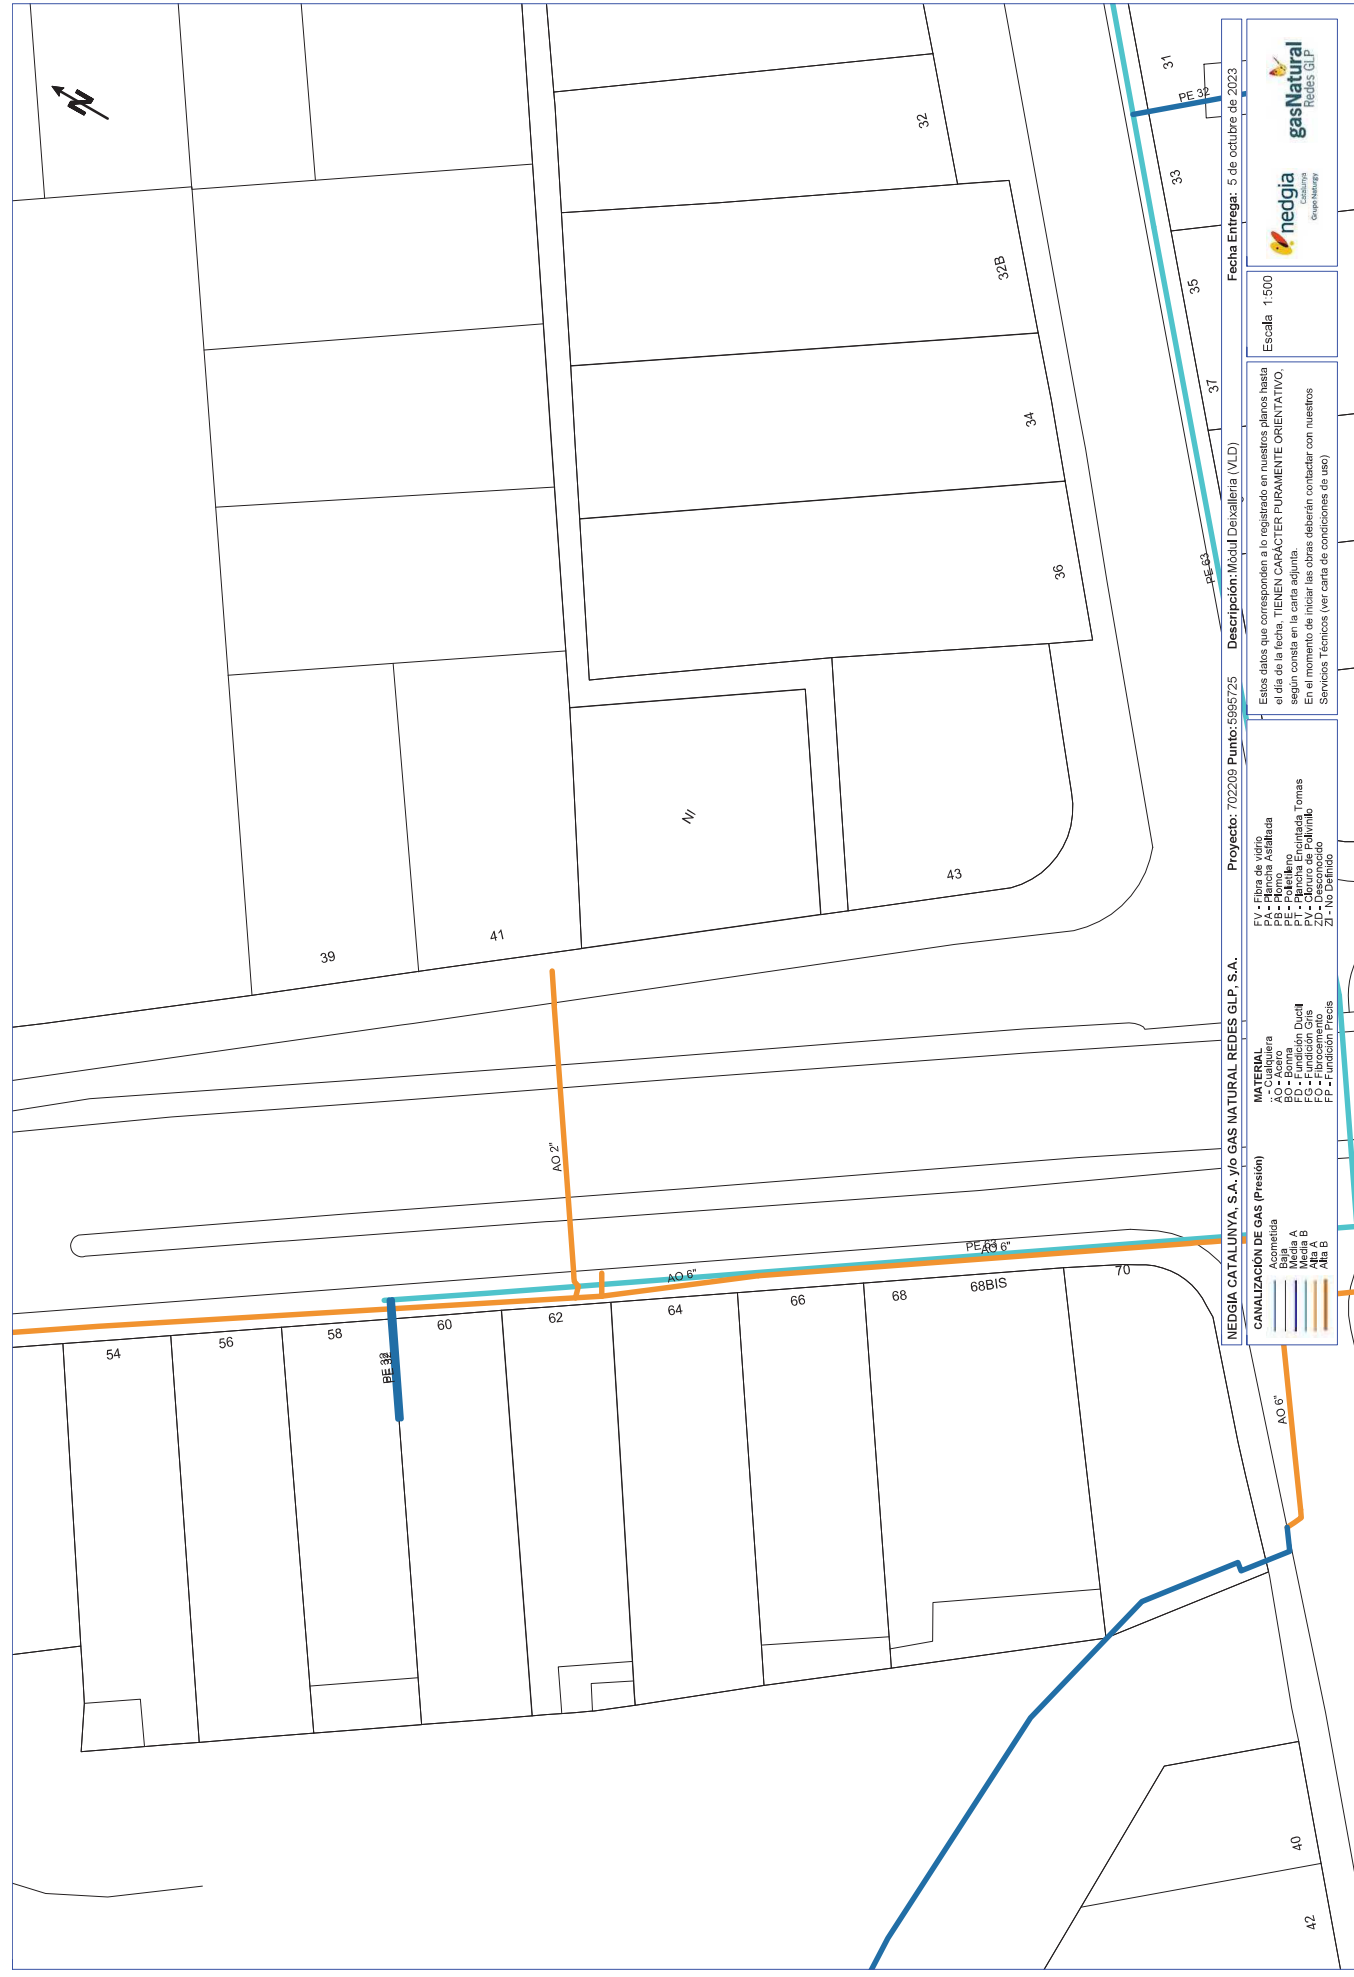 N
31
PE 32
33
35
37
PE 63
32
32B
34
36
NI
43
41
39
AO 2"
PE 63
AO 6"
AO 6"
54
56
58
60
62
64
66
68
68BIS
70
PE 32
AO 6"
40
42
NEDGIA CATALUNYA, S.A. y/o GAS NATURAL REDES GLP, S.A.
Proyecto: 702209 Punto:5995725
Descripción:Mòdul Deixalleria (VLD)
Fecha Entrega: 5 de octubre de 2023
CANALIZACIÓN DE GAS (Presión)
Acometida
Baja
Media A
Media B
Alta A
Alta B
MATERIAL
.. - Cualquiera
AO - Acero
BO - Bonna
FD - Fundición Ductil
FG - Fundición Gris
FO - Fibrocemento
FP - Fundición Precis
FV - Fibra de vidrio
PA - Plancha Asfaltada
PB - Plomo
PE - Polietileno
PT - Plancha Encintada Tomas
PV - Cloruro de Polivinilo
ZD - Desconocido
ZI - No Definido
Estos datos que corresponden a lo registrado en nuestros planos hasta
el día de la fecha, TIENEN CARÁCTER PURAMENTE ORIENTATIVO,
según consta en la carta adjunta.
En el momento de iniciar las obras deberán contactar con nuestros
Servicios Técnicos (ver carta de condiciones de uso)
Escala 1:500
nedgia
Catalunya
Grupo Naturgy
gasNatural
Redes GLP